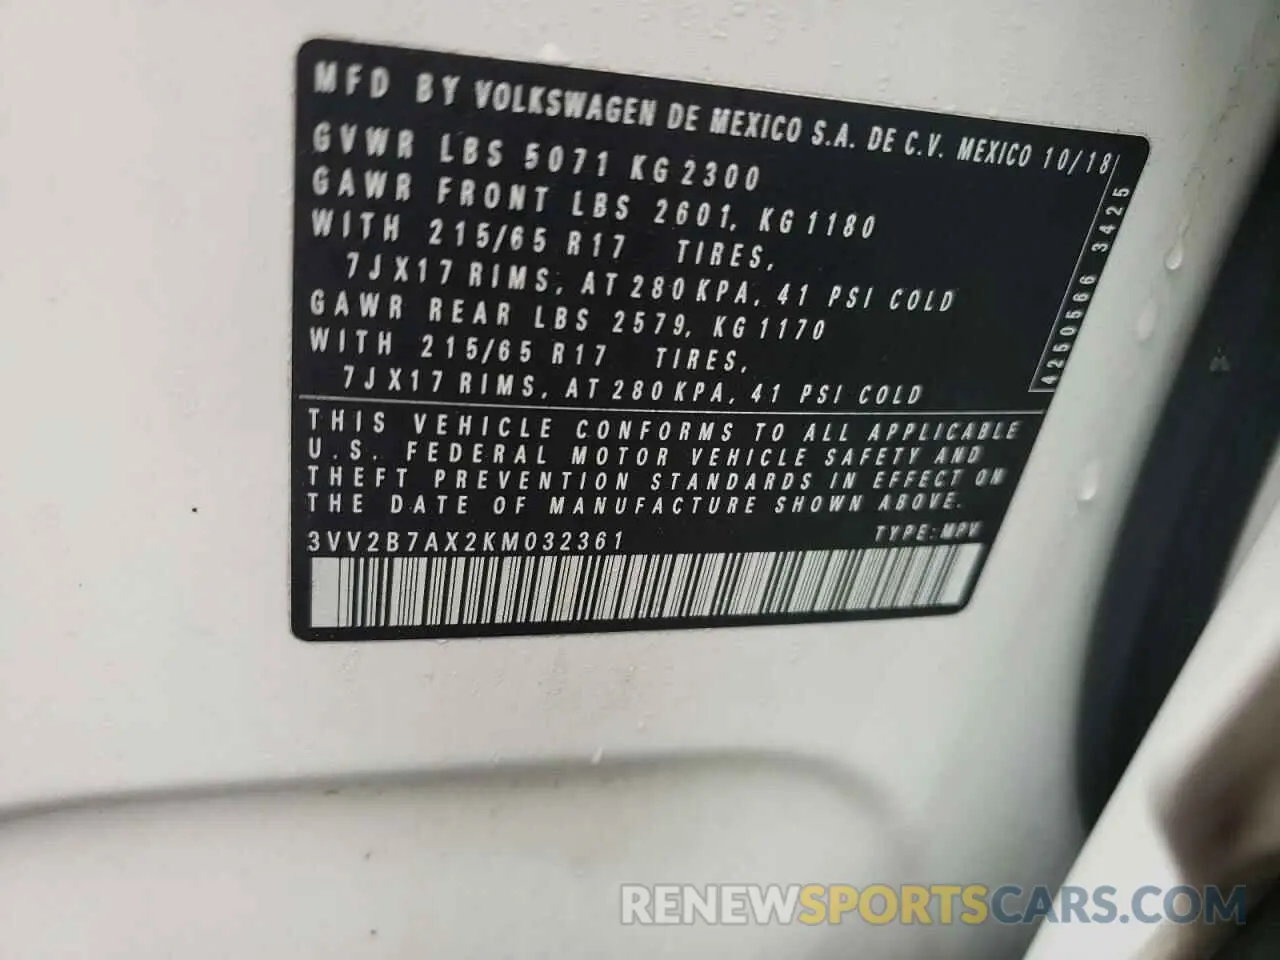 MFD BY VOLKSWAGEN DE MEXICO S.A. DE C.V. MEXICO 10/18
GVWR LBS 5071 KG 2300
GAWR FRONT LBS 2601, KG 1180
WITH 215/65 R17 TIRES,
7JX17 RIMS, AT 280 KPA, 41 PSI COLD
GAWR REAR LBS 2579, KG 1170
WITH 215/65 R17 TIRES,
7JX17 RIMS, AT 280 KPA, 41 PSI COLD
4250566 3425
THIS VEHICLE CONFORMS TO ALL APPLICABLE
U.S. FEDERAL MOTOR VEHICLE SAFETY AND
THEFT PREVENTION STANDARDS IN EFFECT ON
THE DATE OF MANUFACTURE SHOWN ABOVE.
3VV2B7AX2KM032361 TYPE: MPV
RENEWSPORTSCARS.COM